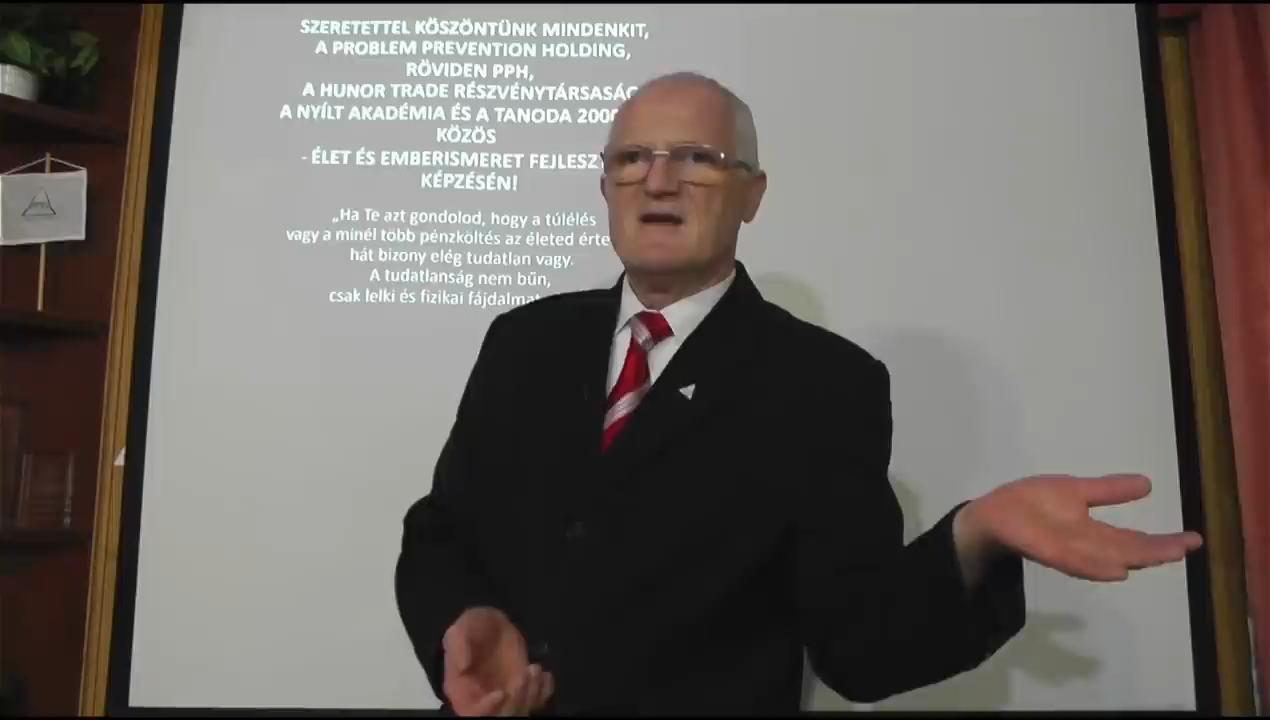 SZERETETTEL KÖSZÖNTÜNK MINDENKIT,
A PROBLEM PREVENTION HOLDING,
RÖVIDEN PPH,
A HUNOR TRADE RÉSZVÉNYTÁRSASÁG
A NYÍLT AKADÉMIA ÉS A TANODA 2000
KÖZÖS
- ÉLET ÉS EMBERISMERET FEJLESZ
KÉPZÉSÉN!
„Ha Te azt gondolod, hogy a túlélés
vagy a minél több pénzköltés az életed érte
hát bizony elég tudatlan vagy.
A tudatlanság nem bűn,
csak lelki és fizikai fájdalmat